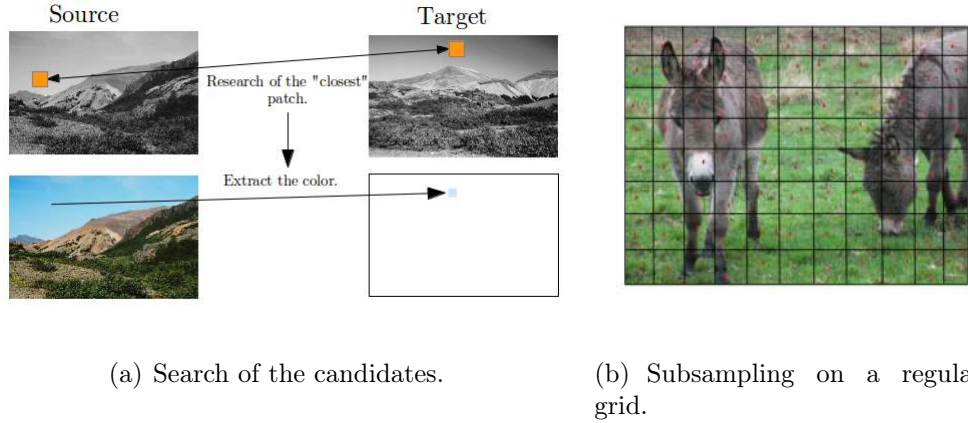 Source
Target
Research of the "closest"
patch.
Extract the color.
(a) Search of the candidates.
(b) Subsampling on a regula
grid.